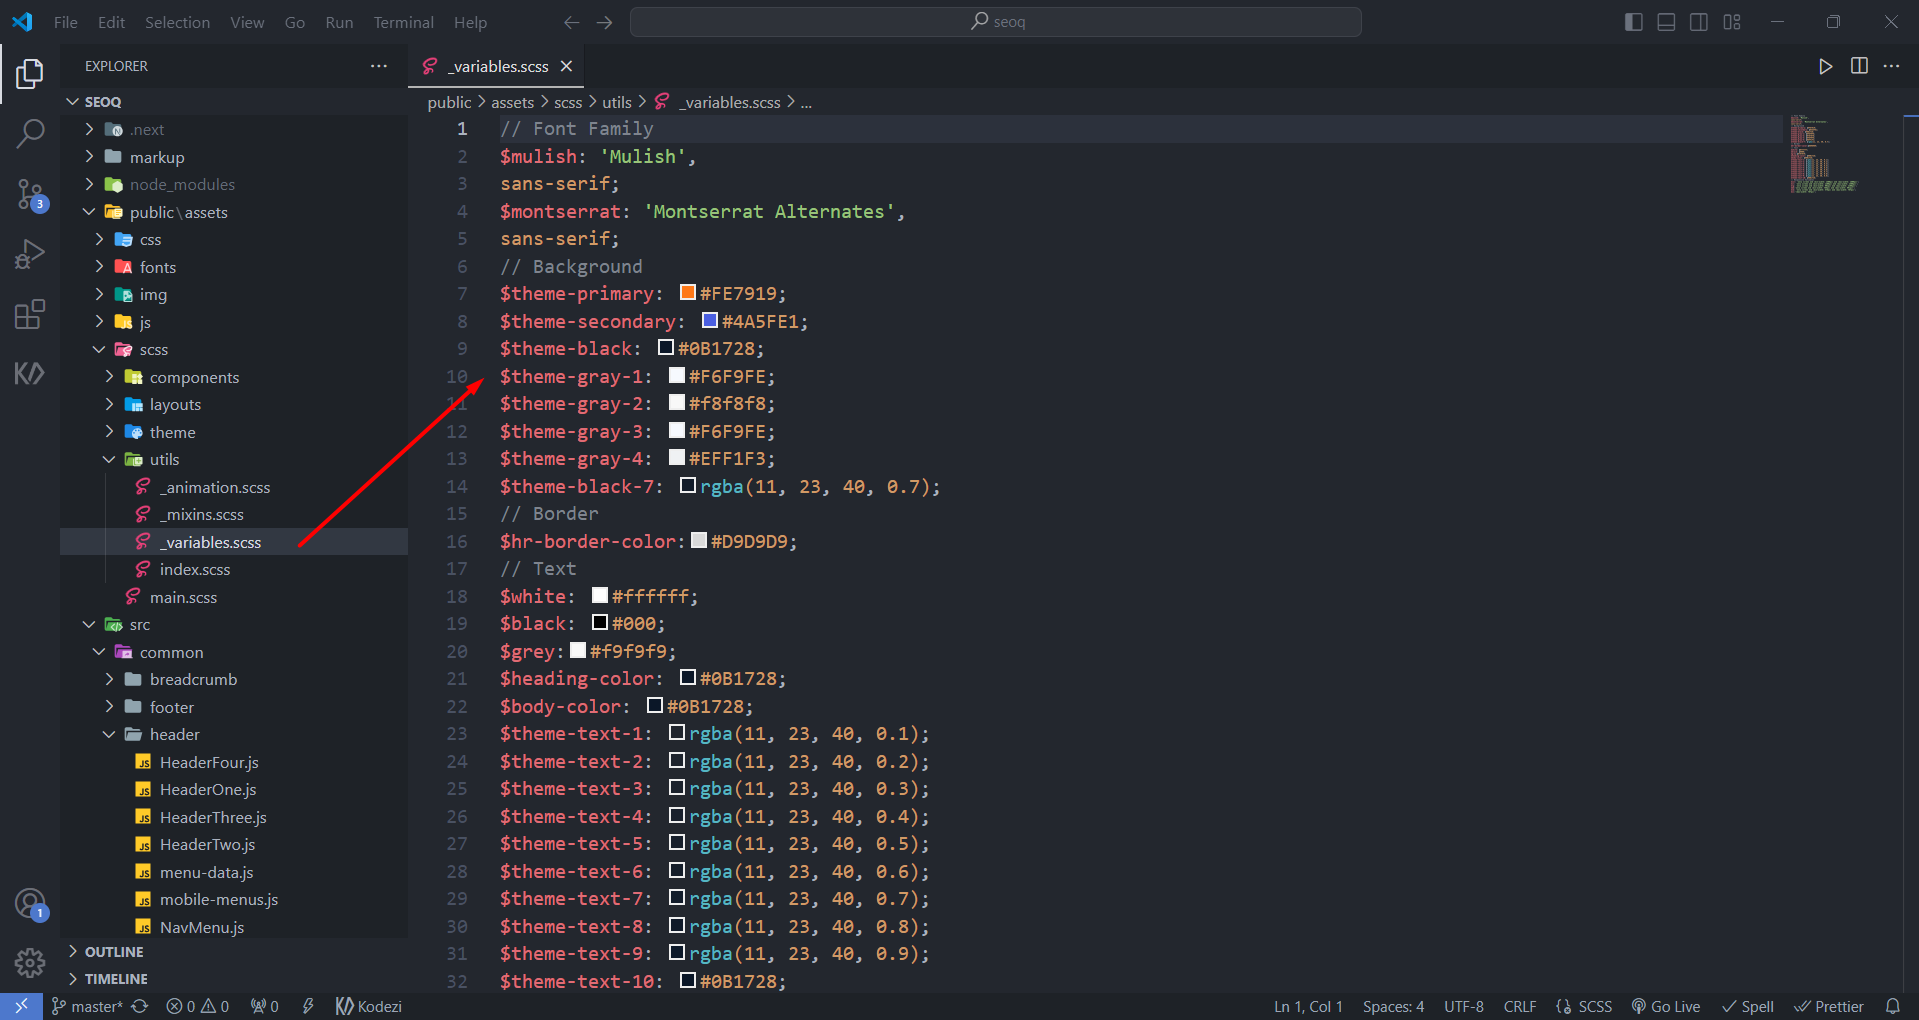 File Edit Selection View Go Run Terminal Help
seoq
EXPLORER
_variables.scss
SEOQ
public > assets > scss > utils > _variables.scss > ...
.next
markup
node_modules
public\assets
css
fonts
img
js
scss
components
layouts
theme
utils
_animation.scss
_mixins.scss
_variables.scss
index.scss
main.scss
src
common
breadcrumb
footer
header
HeaderFour.js
HeaderOne.js
HeaderThree.js
HeaderTwo.js
menu-data.js
mobile-menus.js
NavMenu.js
OUTLINE
TIMELINE
3
1
1 // Font Family
2 $mulish: 'Mulish',
3 sans-serif;
4 $montserrat: 'Montserrat Alternates',
5 sans-serif;
6 // Background
7 $theme-primary: #FE7919;
8 $theme-secondary: #4A5FE1;
9 $theme-black: #0B1728;
10 $theme-gray-1: #F6F9FE;
11 $theme-gray-2: #f8f8f8;
12 $theme-gray-3: #F6F9FE;
13 $theme-gray-4: #EFF1F3;
14 $theme-black-7: rgba(11, 23, 40, 0.7);
15 // Border
16 $hr-border-color: #D9D9D9;
17 // Text
18 $white: #ffffff;
19 $black: #000;
20 $grey: #f9f9f9;
21 $heading-color: #0B1728;
22 $body-color: #0B1728;
23 $theme-text-1: rgba(11, 23, 40, 0.1);
24 $theme-text-2: rgba(11, 23, 40, 0.2);
25 $theme-text-3: rgba(11, 23, 40, 0.3);
26 $theme-text-4: rgba(11, 23, 40, 0.4);
27 $theme-text-5: rgba(11, 23, 40, 0.5);
28 $theme-text-6: rgba(11, 23, 40, 0.6);
29 $theme-text-7: rgba(11, 23, 40, 0.7);
30 $theme-text-8: rgba(11, 23, 40, 0.8);
31 $theme-text-9: rgba(11, 23, 40, 0.9);
32 $theme-text-10: #0B1728;
master* 0 0 0 Kodezi Ln 1, Col 1 Spaces: 4 UTF-8 CRLF {} SCSS Go Live Spell Prettier